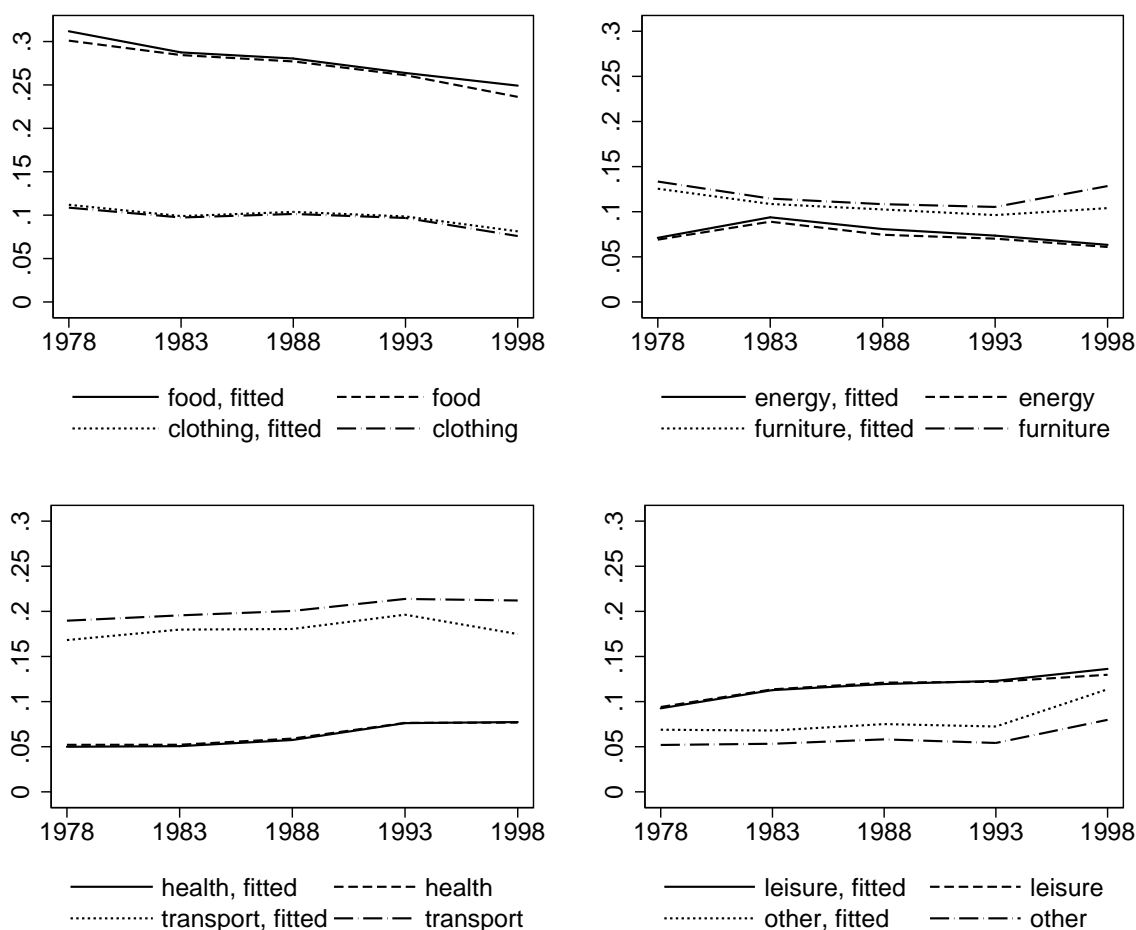 .3
.25
.2
.15
.1
.05
0
1978 1983 1988 1993 1998
food, fitted food
clothing, fitted clothing
.3
.25
.2
.15
.1
.05
0
1978 1983 1988 1993 1998
energy, fitted energy
furniture, fitted furniture
.3
.25
.2
.15
.1
.05
0
1978 1983 1988 1993 1998
health, fitted health
transport, fitted transport
.3
.25
.2
.15
.1
.05
0
1978 1983 1988 1993 1998
leisure, fitted leisure
other, fitted other